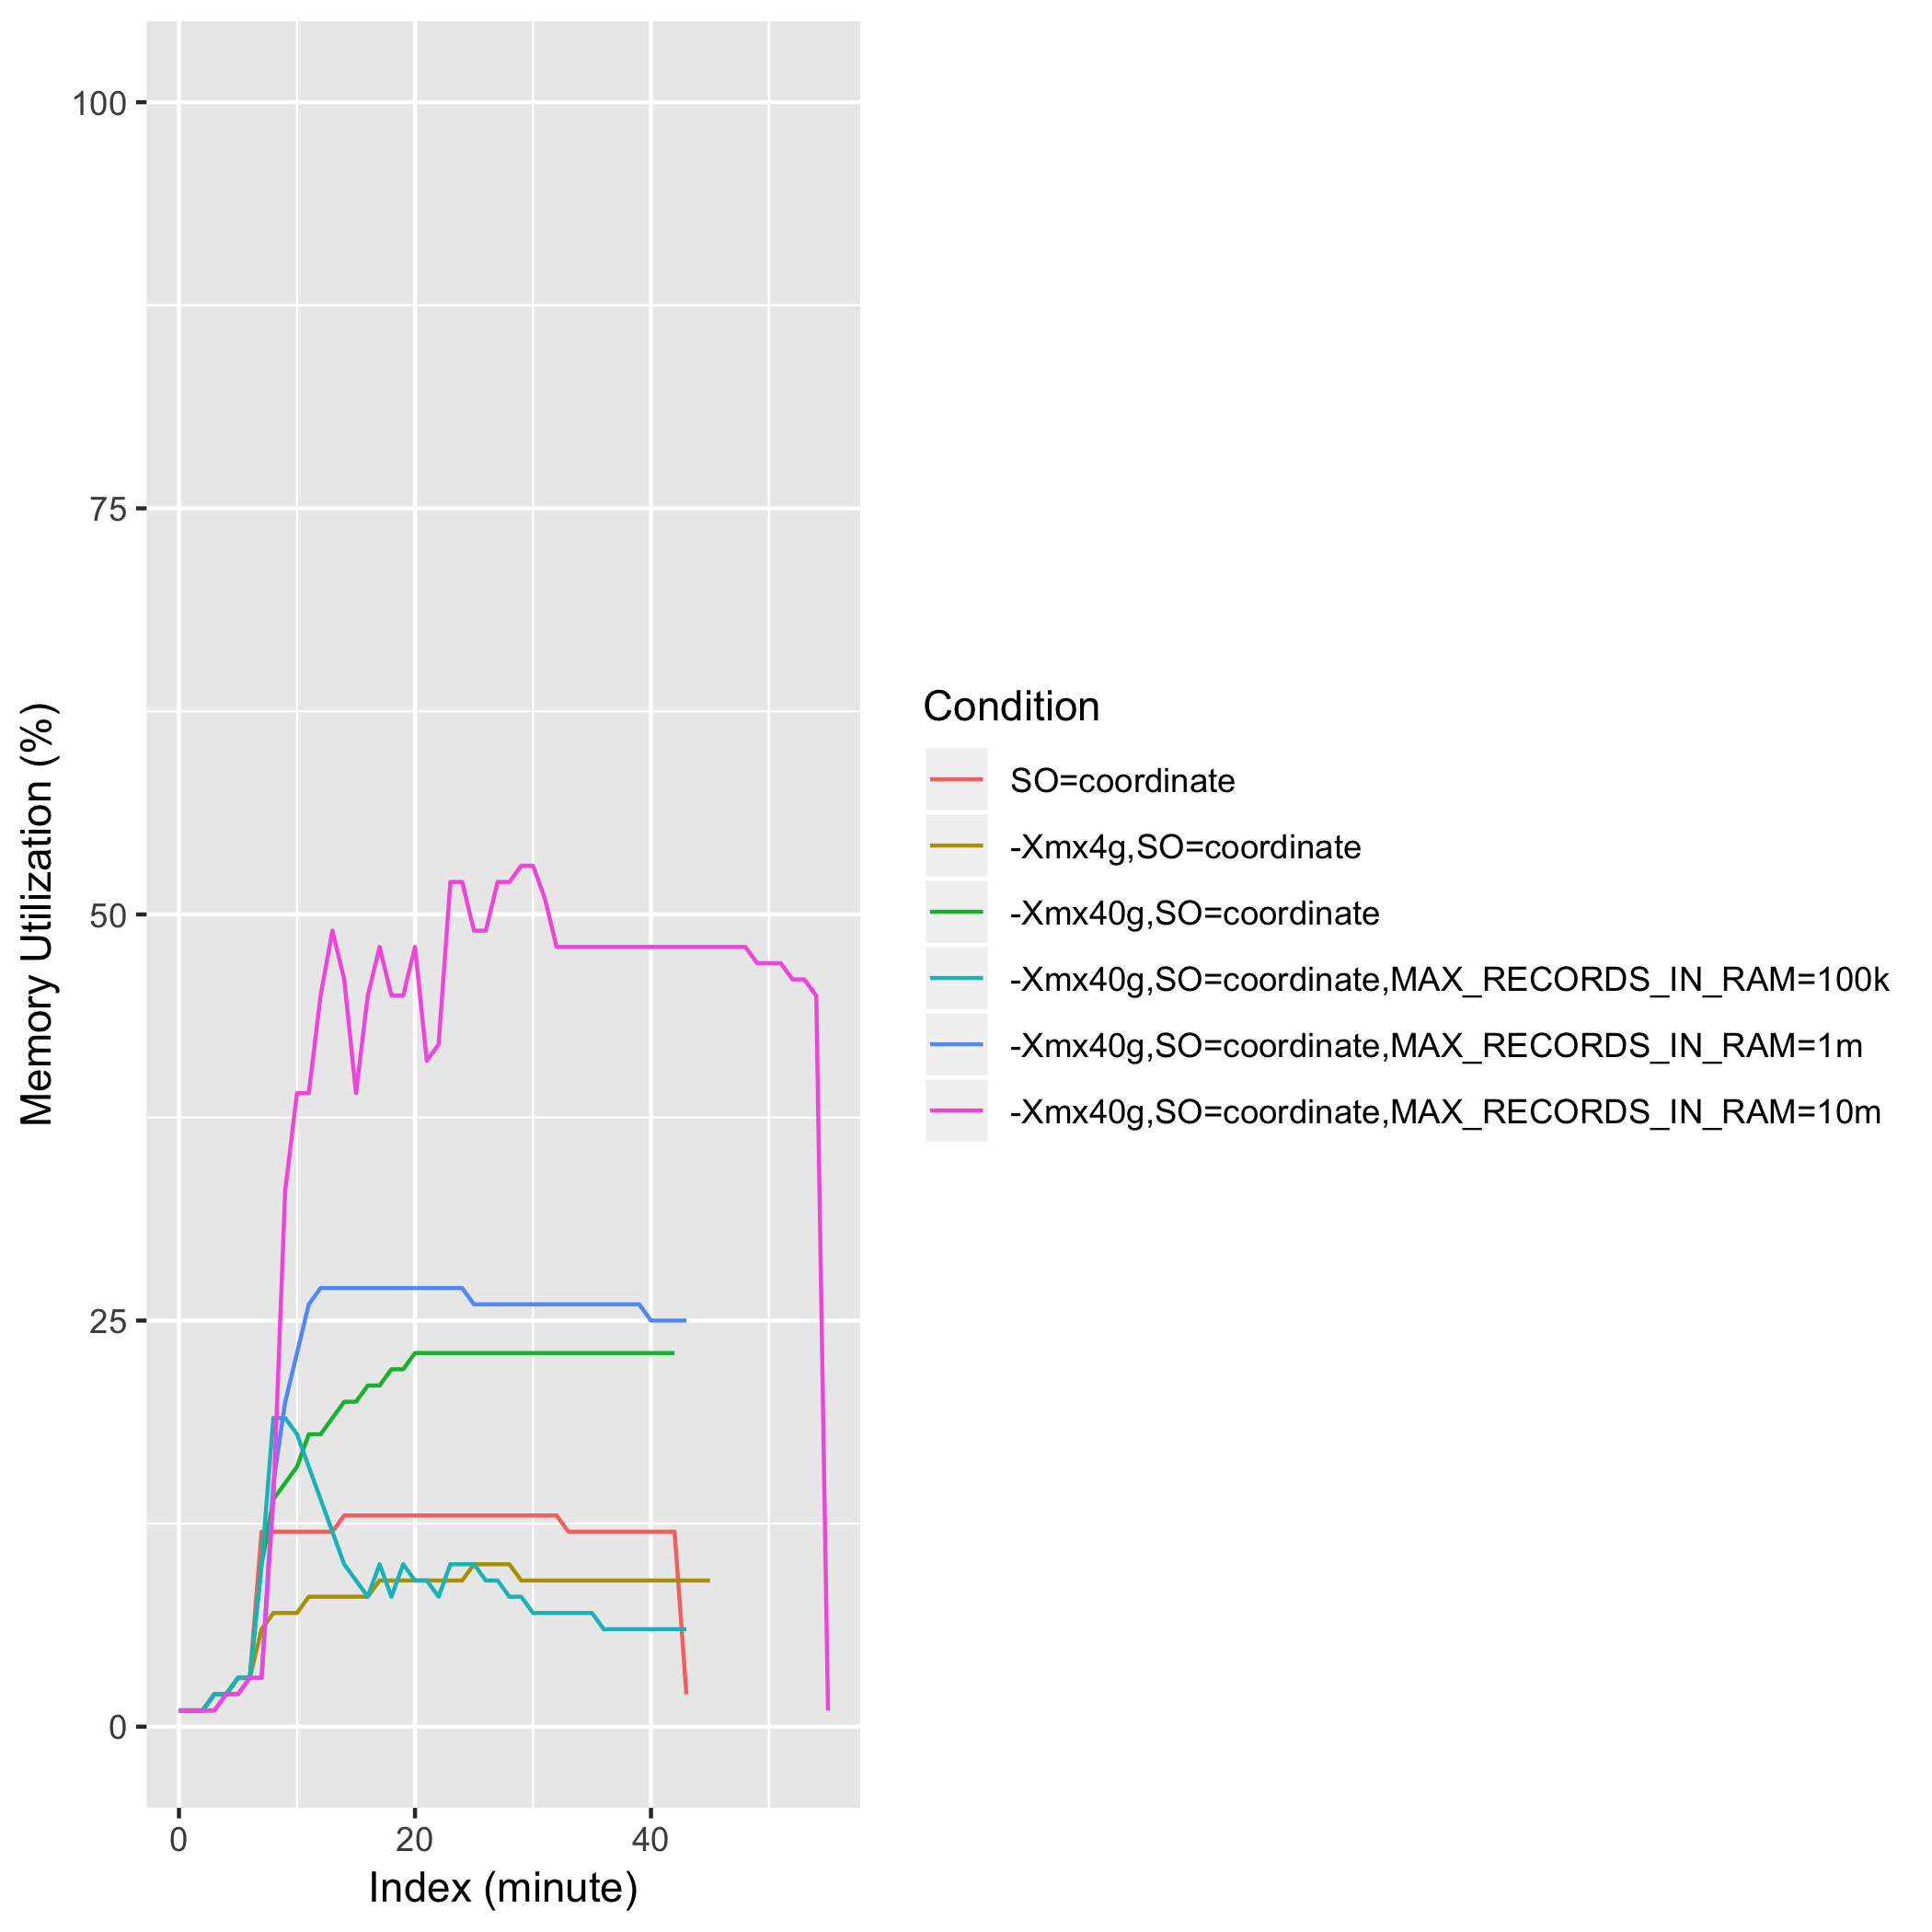 100
75
50
25
0
Memory Utilization (%)
0 20 40
Index (minute)
Condition
SO=coordinate
-Xmx4g,SO=coordinate
-Xmx40g,SO=coordinate
-Xmx40g,SO=coordinate,MAX_RECORDS_IN_RAM=100k
-Xmx40g,SO=coordinate,MAX_RECORDS_IN_RAM=1m
-Xmx40g,SO=coordinate,MAX_RECORDS_IN_RAM=10m